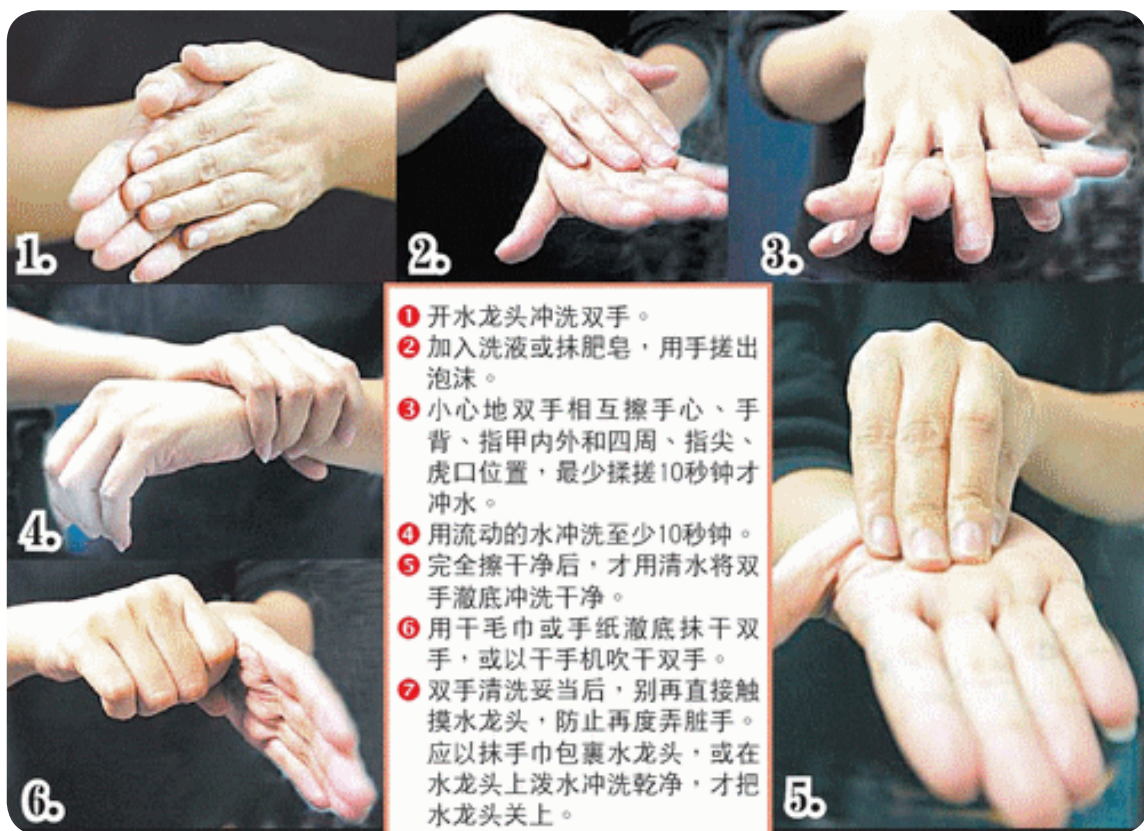 1.
2.
3.
4.
5.
6.
❶ 开水龙头冲洗双手。
❷ 加入洗液或抹肥皂，用手搓出
泡沫。
❸ 小心地双手相互擦手心、手
背、指甲内外和四周、指尖、
虎口位置，最少揉搓10秒钟才
冲水。
❹ 用流动的水冲洗至少10秒钟。
❺ 完全擦干净后，才用清水将双
手澈底冲洗干净。
❻ 用干毛巾或手纸澈底抹干双
手，或以干手机吹干双手。
❼ 双手清洗妥当后，别再直接触
摸水龙头，防止再度弄脏手。
应以抹手巾包裹水龙头，或在
水龙头上泼水冲洗乾净，才把
水龙头关上。